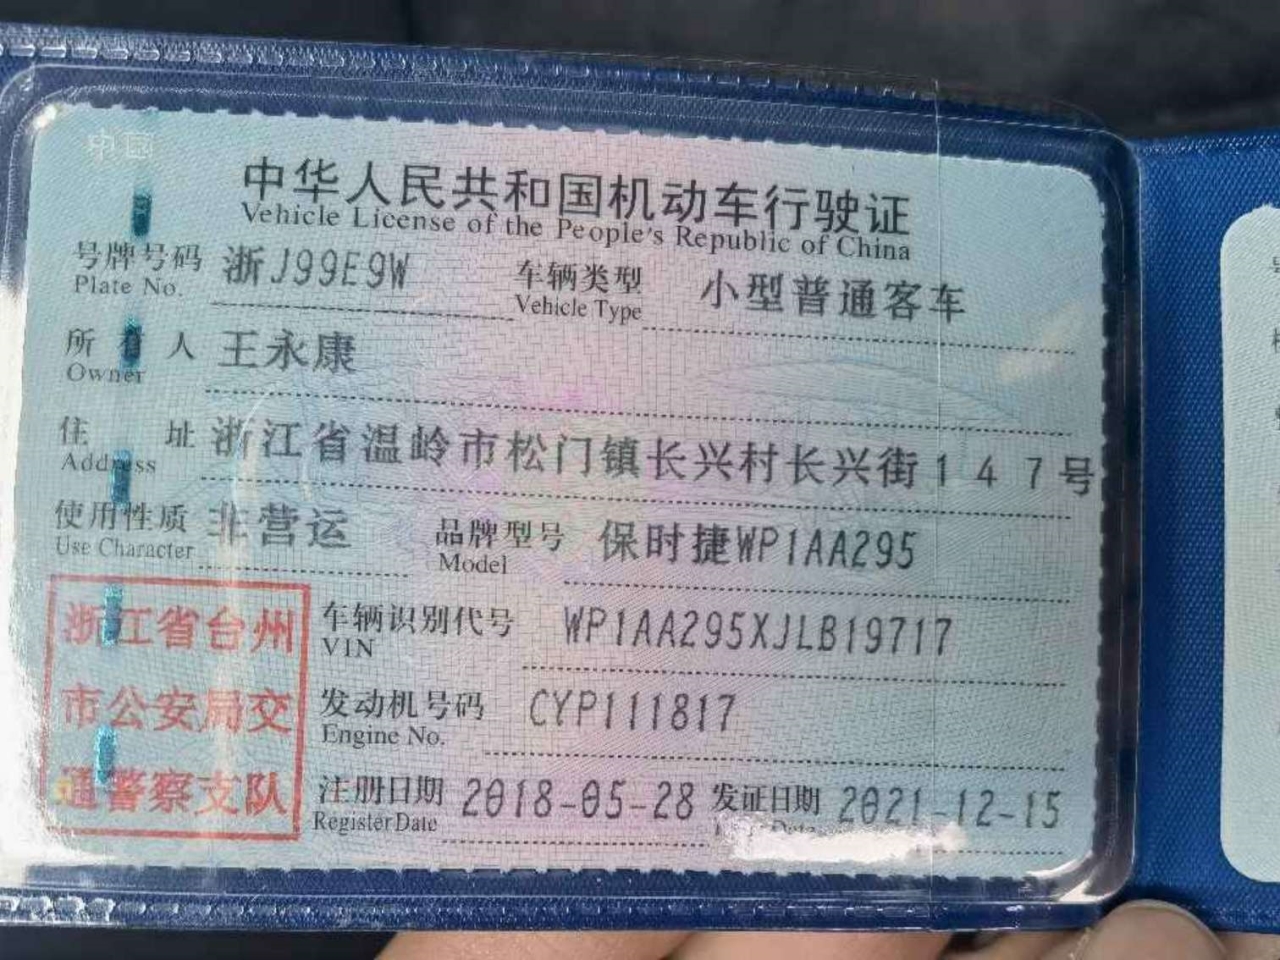 中国
中华人民共和国机动车行驶证
Vehicle License of the People's Republic of China
号牌号码 浙J99E9W 车辆类型 小型普通客车
Plate No. Vehicle Type
所有人 王永康
Owner
住址 浙江省温岭市松门镇长兴村长兴街147号
Address
使用性质 非营运 品牌型号 保时捷WP1AA295
Use Character Model
浙江省台州
市公安局交
通警察支队
车辆识别代号 WP1AA295XJLB19717
VIN
发动机号码 CYP111817
Engine No.
注册日期 2018-05-28 发证日期 2021-12-15
Register Date